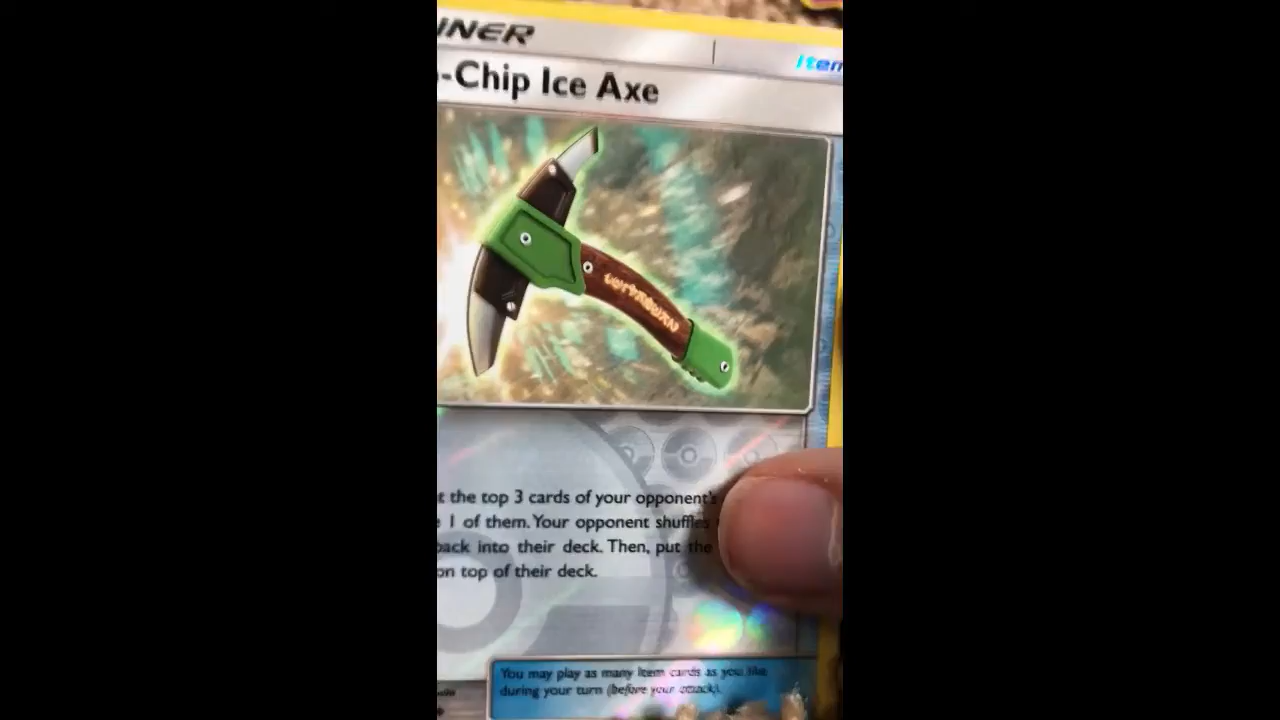 INER
Item
-Chip Ice Axe
the top 3 cards of your opponent's
1 of them. Your opponent shuffles
back into their deck. Then, put the
on top of their deck.
You may play as many Item cards as you like
during your turn (before your attack).